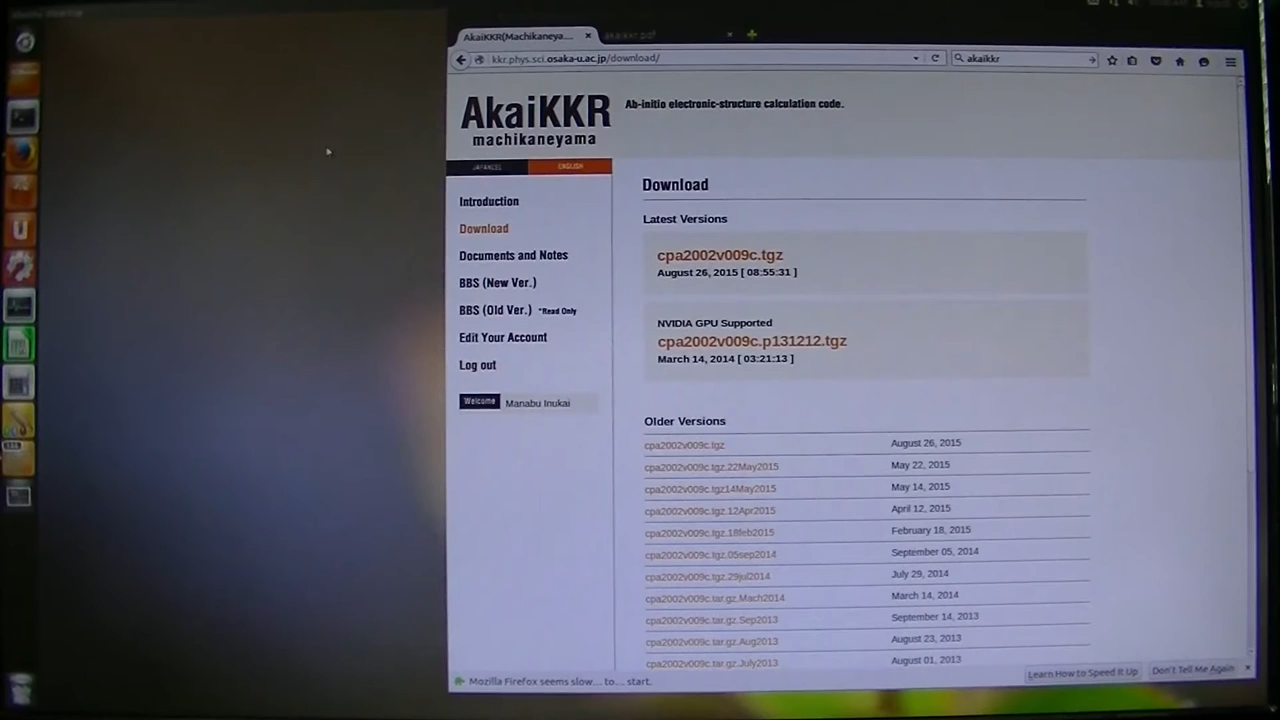 AkaiKKR(Machikaneya...
akaikkr.pdf
kkr.phys.sci.osaka-u.ac.jp/download/
akaikkr
AkaiKKR
machikaneyama
Ab-initio electronic-structure calculation code.
JAPANESE
ENGLISH
Introduction
Download
Documents and Notes
BBS (New Ver.)
BBS (Old Ver.) *Read Only
Edit Your Account
Log out
Welcome Manabu Inukai
Download
Latest Versions
cpa2002v009c.tgz
August 26, 2015 [ 08:55:31 ]
NVIDIA GPU Supported
cpa2002v009c.p131212.tgz
March 14, 2014 [ 03:21:13 ]
Older Versions
cpa2002v009c.tgz August 26, 2015
cpa2002v009c.tgz.22May2015 May 22, 2015
cpa2002v009c.tgz14May2015 May 14, 2015
cpa2002v009c.tgz.12Apr2015 April 12, 2015
cpa2002v009c.tgz.18feb2015 February 18, 2015
cpa2002v009c.tgz.05sep2014 September 05, 2014
cpa2002v009c.tgz.29jul2014 July 29, 2014
cpa2002v009c.tar.gz.Mach2014 March 14, 2014
cpa2002v009c.tar.gz.Sep2013 September 14, 2013
cpa2002v009c.tar.gz.Aug2013 August 23, 2013
cpa2002v009c.tar.gz.July2013 August 01, 2013
Mozilla Firefox seems slow... to... start.
Learn How to Speed It Up
Don't Tell Me Again